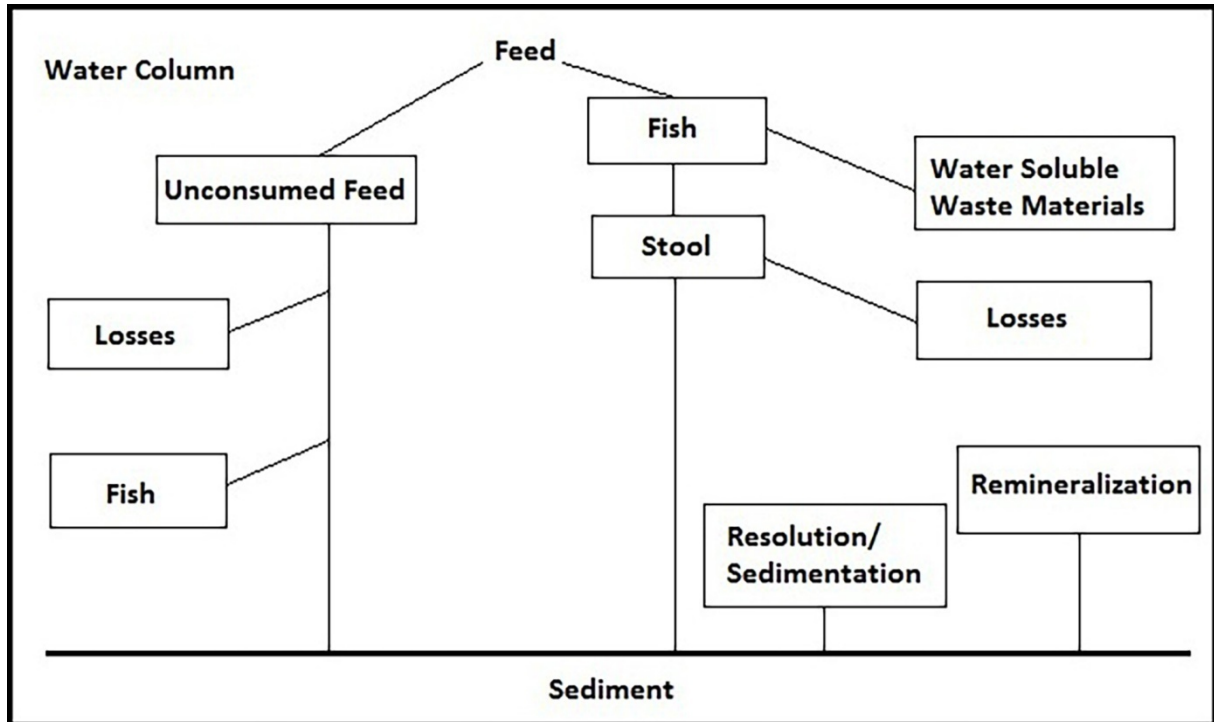 Feed
Water Column
Fish
Unconsumed Feed
Water Soluble
Waste Materials
Stool
Losses
Losses
Fish
Remineralization
Resolution/
Sedimentation
Sediment